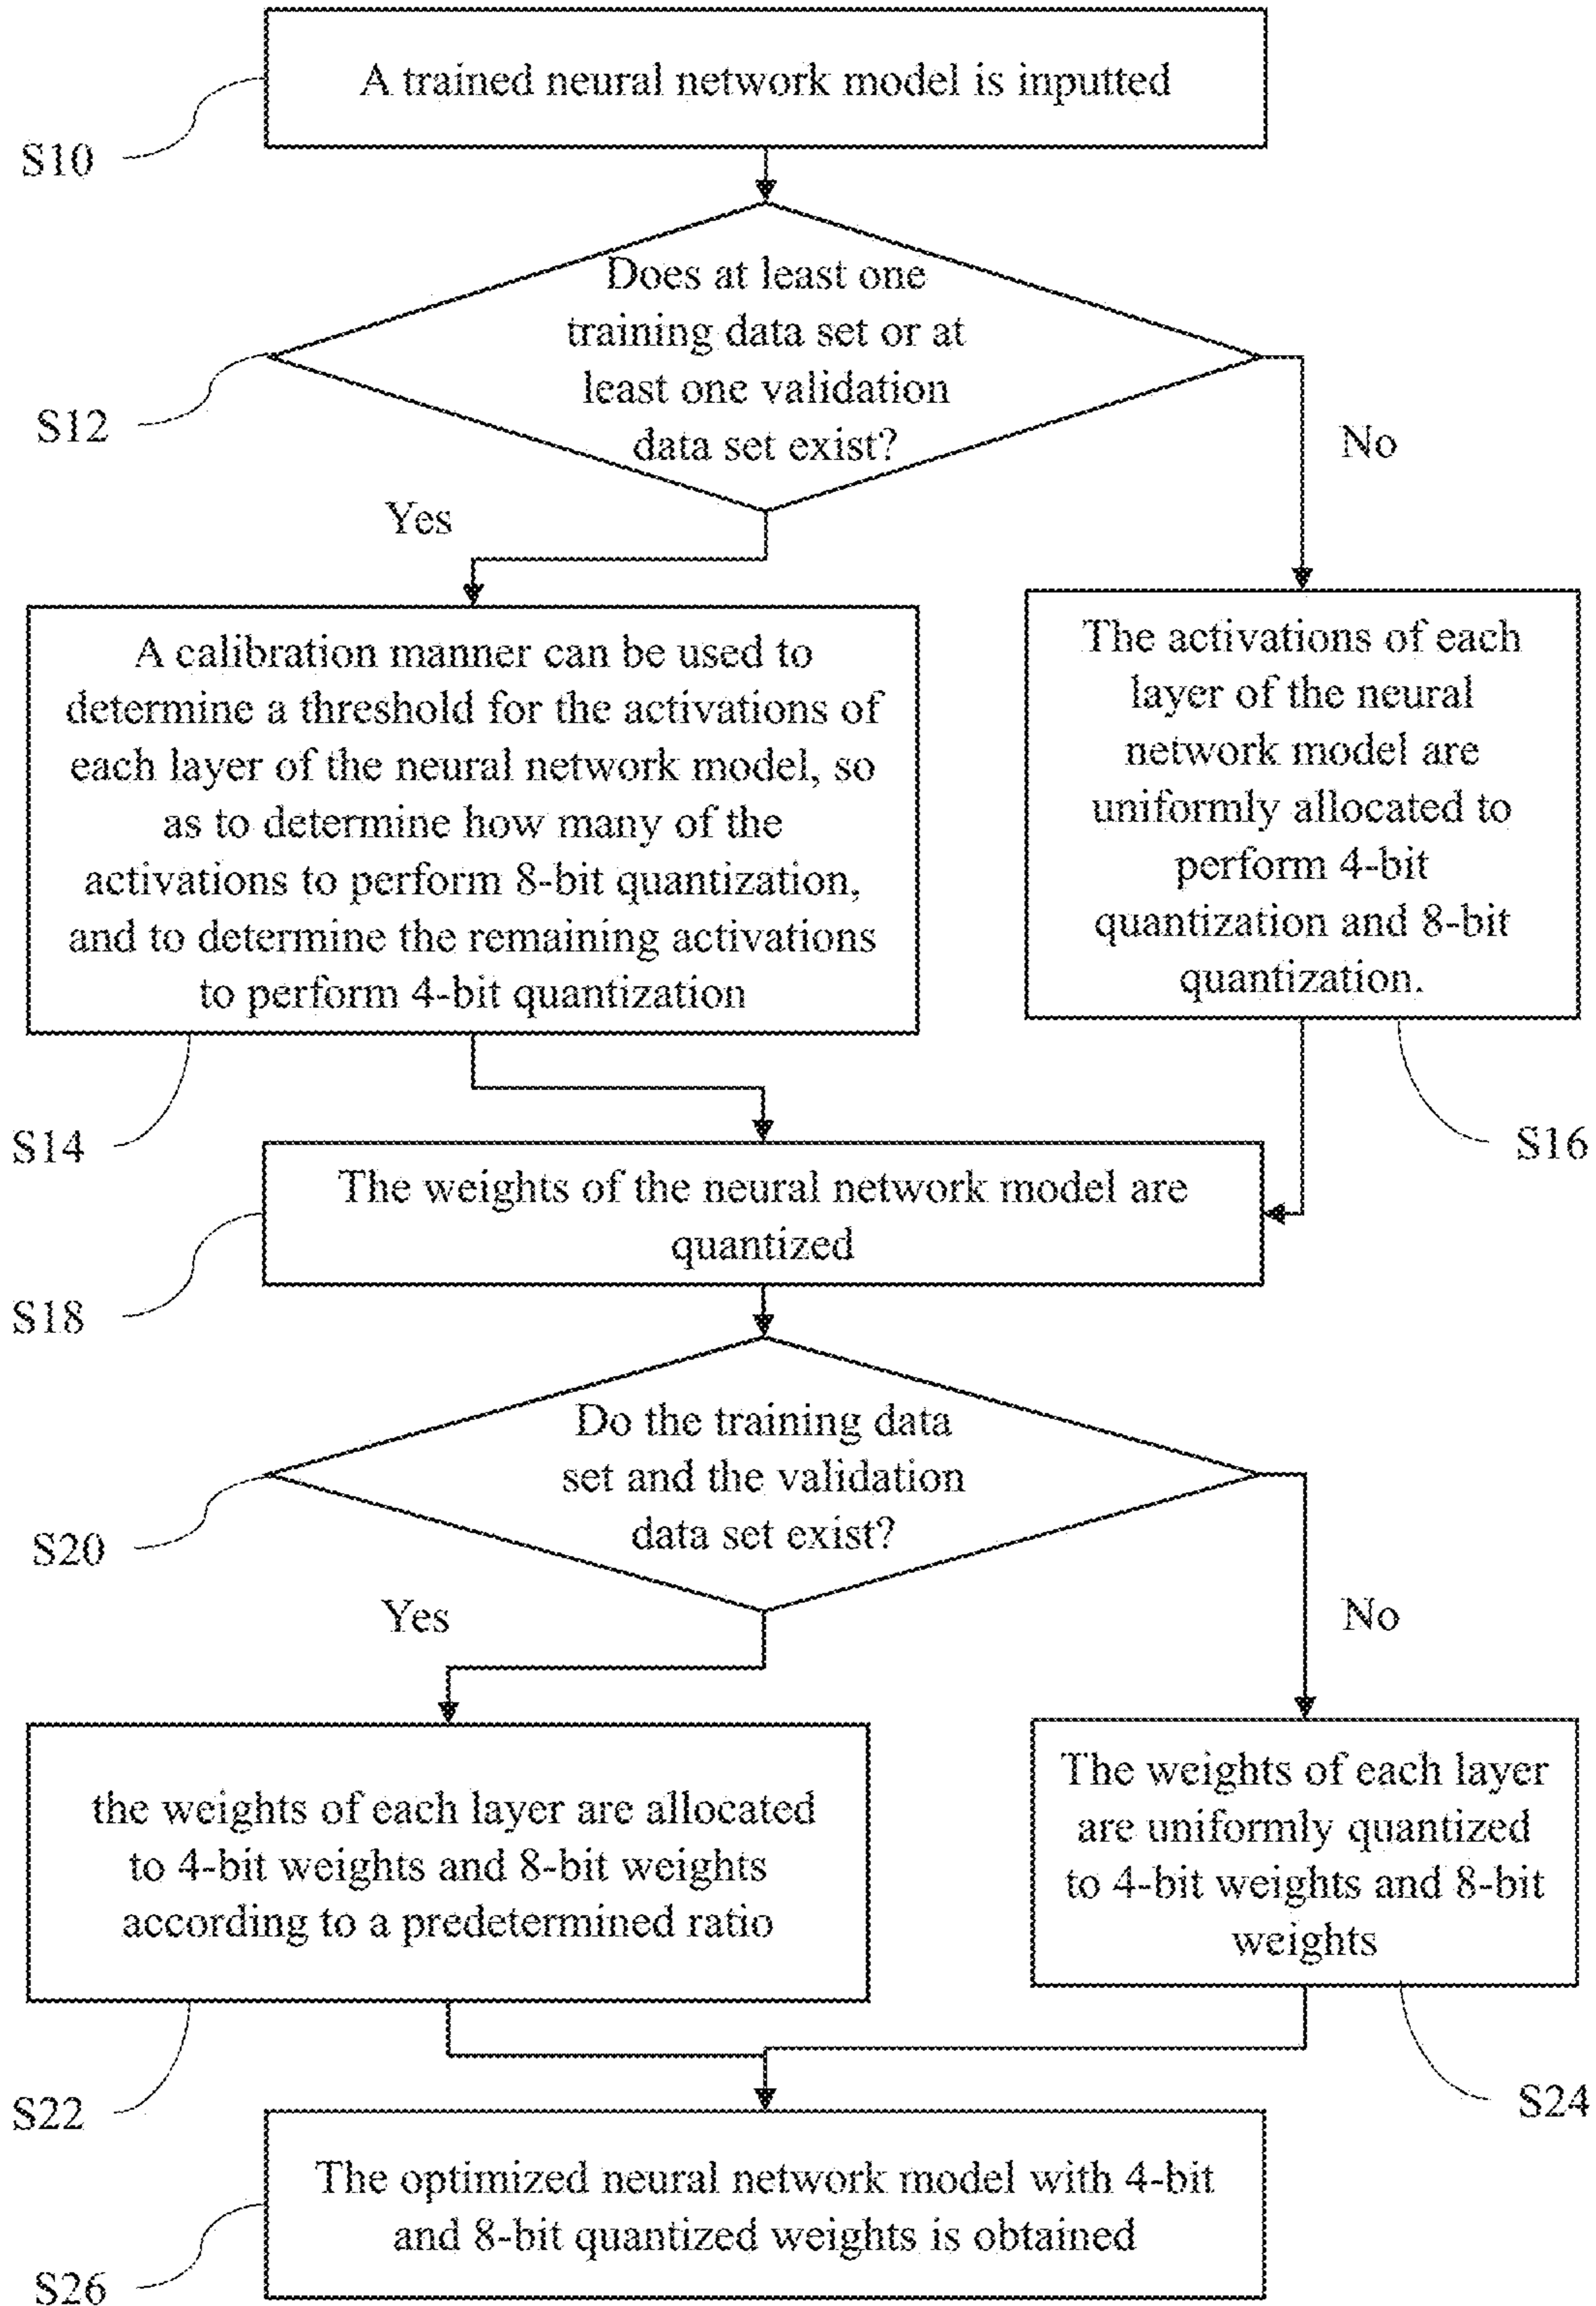 A trained neural network model is inputted
S10
Does at least one
training data set or at
least one validation
data set exist?
S12
No
Yes
A calibration manner can be used to
determine a threshold for the activations of
each layer of the neural network model, so
as to determine how many of the
activations to perform 8-bit quantization,
and to determine the remaining activations
to perform 4-bit quantization
The activations of each
layer of the neural
network model are
uniformly allocated to
perform 4-bit
quantization and 8-bit
quantization.
S14
S16
The weights of the neural network model are
quantized
S18
Do the training data
set and the validation
data set exist?
S20
Yes
No
the weights of each layer are allocated
to 4-bit weights and 8-bit weights
according to a predetermined ratio
The weights of each layer
are uniformly quantized
to 4-bit weights and 8-bit
weights
S22
S24
The optimized neural network model with 4-bit
and 8-bit quantized weights is obtained
S26